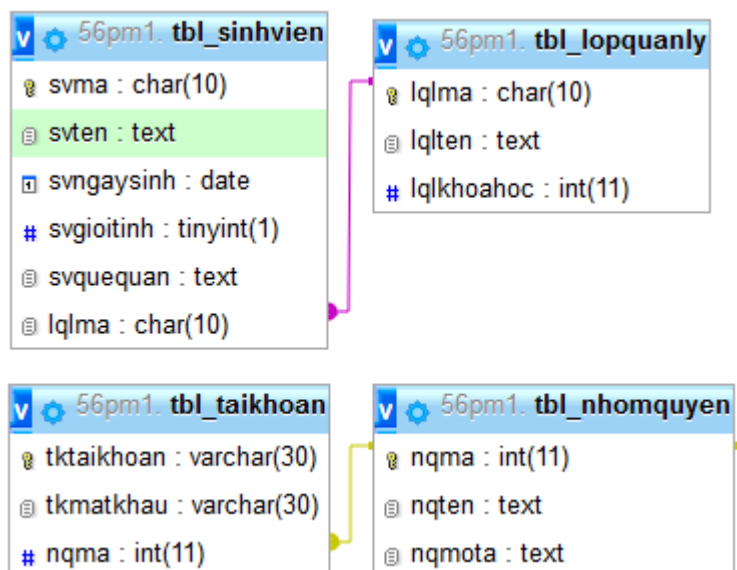 56pm1. tbl_sinhvien
svma : char(10)
svten : text
svngaysinh : date
svgioitinh : tinyint(1)
svquequan : text
lqlma : char(10)
56pm1. tbl_lopquanly
lqlma : char(10)
lqlten : text
lqlkhoahoc : int(11)
56pm1. tbl_taikhoan
tktaikhoan : varchar(30)
tkmatkhau : varchar(30)
nqma : int(11)
56pm1. tbl_nhomquyen
nqma : int(11)
nqten : text
nqmota : text